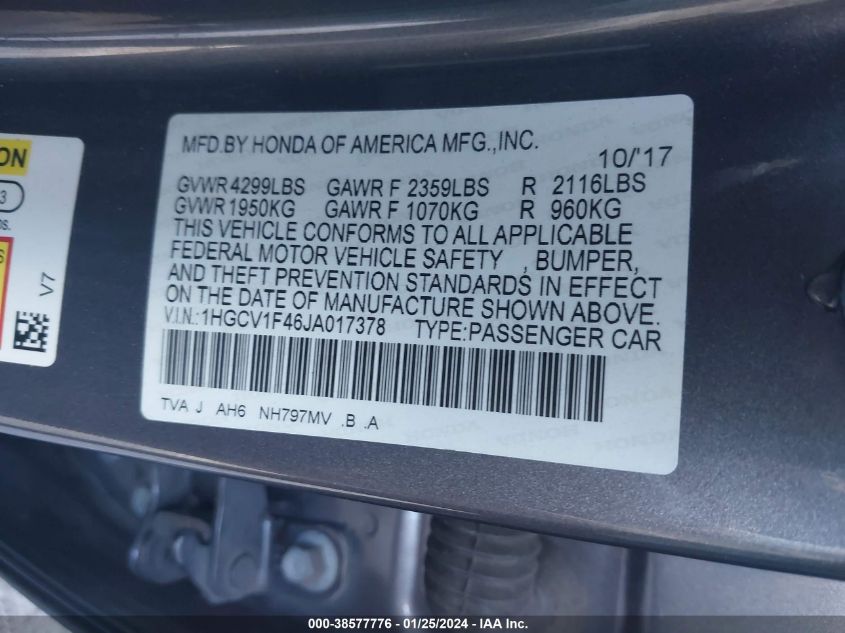 MFD.BY HONDA OF AMERICA MFG.,INC.
10/'17
GVWR 4299LBS GAWR F 2359LBS R 2116LBS
GVWR 1950KG GAWR F 1070KG R 960KG
THIS VEHICLE CONFORMS TO ALL APPLICABLE
FEDERAL MOTOR VEHICLE SAFETY , BUMPER,
AND THEFT PREVENTION STANDARDS IN EFFECT
ON THE DATE OF MANUFACTURE SHOWN ABOVE.
V.I.N.:1HGCV1F46JA017378 TYPE:PASSENGER CAR
TVA J AH6 NH797MV .B .A
ON
3
os.
S
V7
000-38577776 - 01/25/2024 - IAA Inc.